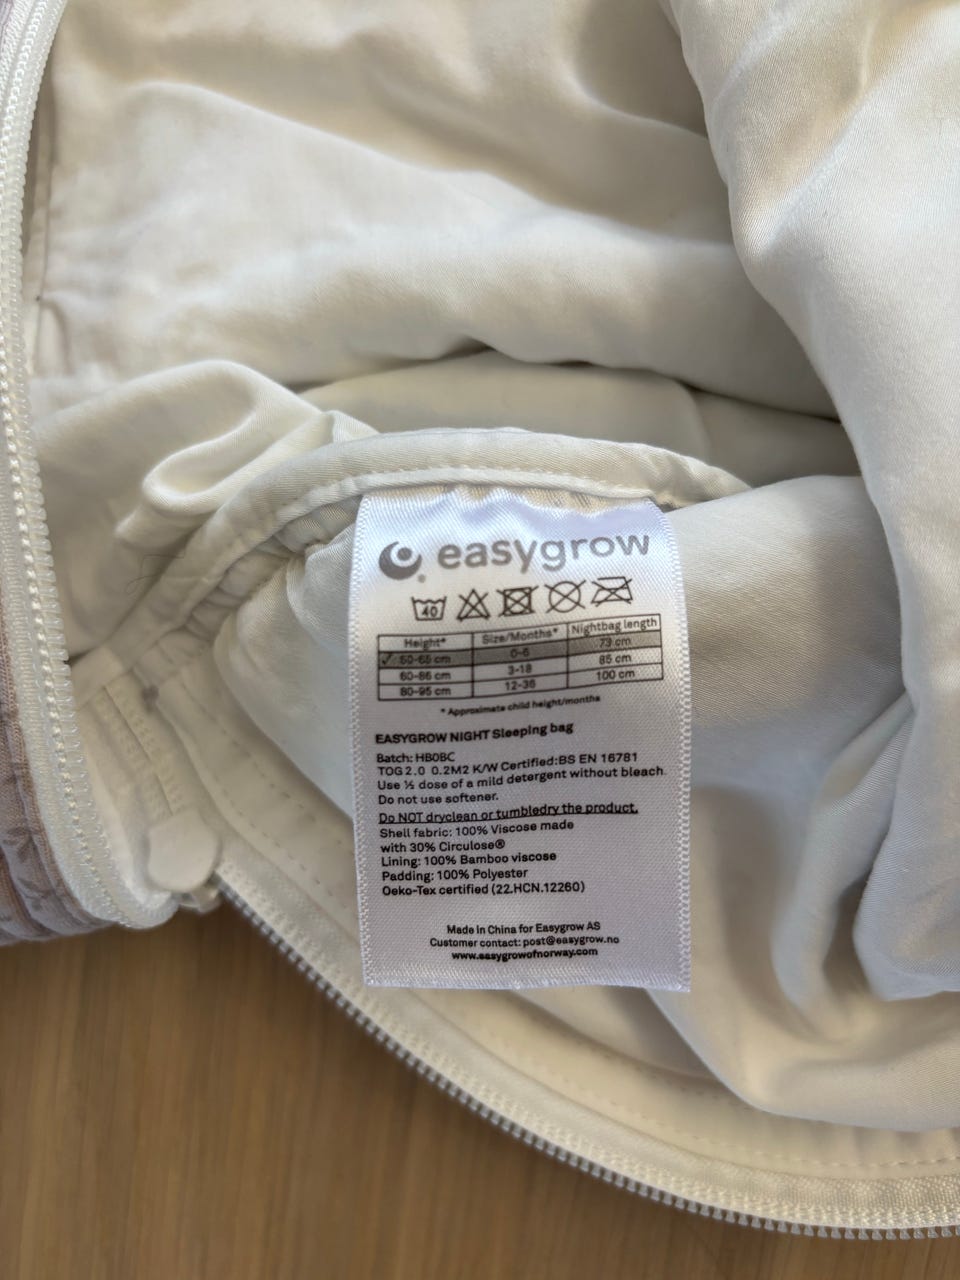 easygrow
40
Height* Size/Months* Nightbag length
✓ 50-65 cm 0-6 73 cm
60-86 cm 3-18 85 cm
80-95 cm 12-36 100 cm
* Approximate child height/months
EASYGROW NIGHT Sleeping bag
Batch: HB0BC
TOG 2.0 0.2M2 K/W Certified:BS EN 16781
Use ½ dose of a mild detergent without bleach.
Do not use softener.
Do NOT dryclean or tumbledry the product.
Shell fabric: 100% Viscose made
with 30% Circulose®
Lining: 100% Bamboo viscose
Padding: 100% Polyester
Oeko-Tex certified (22.HCN.12260)
Made in China for Easygrow AS
Customer contact: post@easygrow.no
www.easygrowofnorway.com